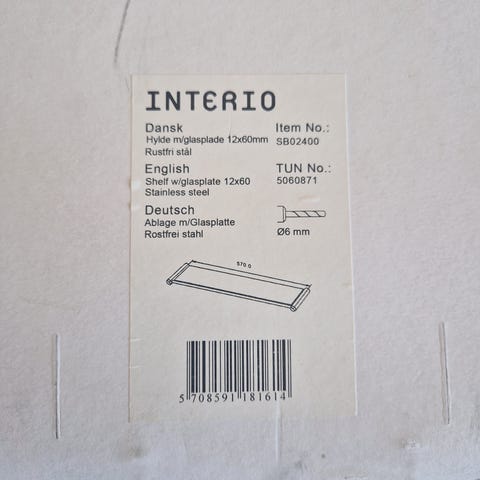 INTERIO
Dansk
Hylde m/glasplade 12x60mm
Rustfri stål
Item No.:
SB02400
English
Shelf w/glasplate 12x60
Stainless steel
TUN No.:
5060871
Deutsch
Ablage m/Glasplatte
Rostfrei stahl
Ø6 mm
570.0
5 708591 181614